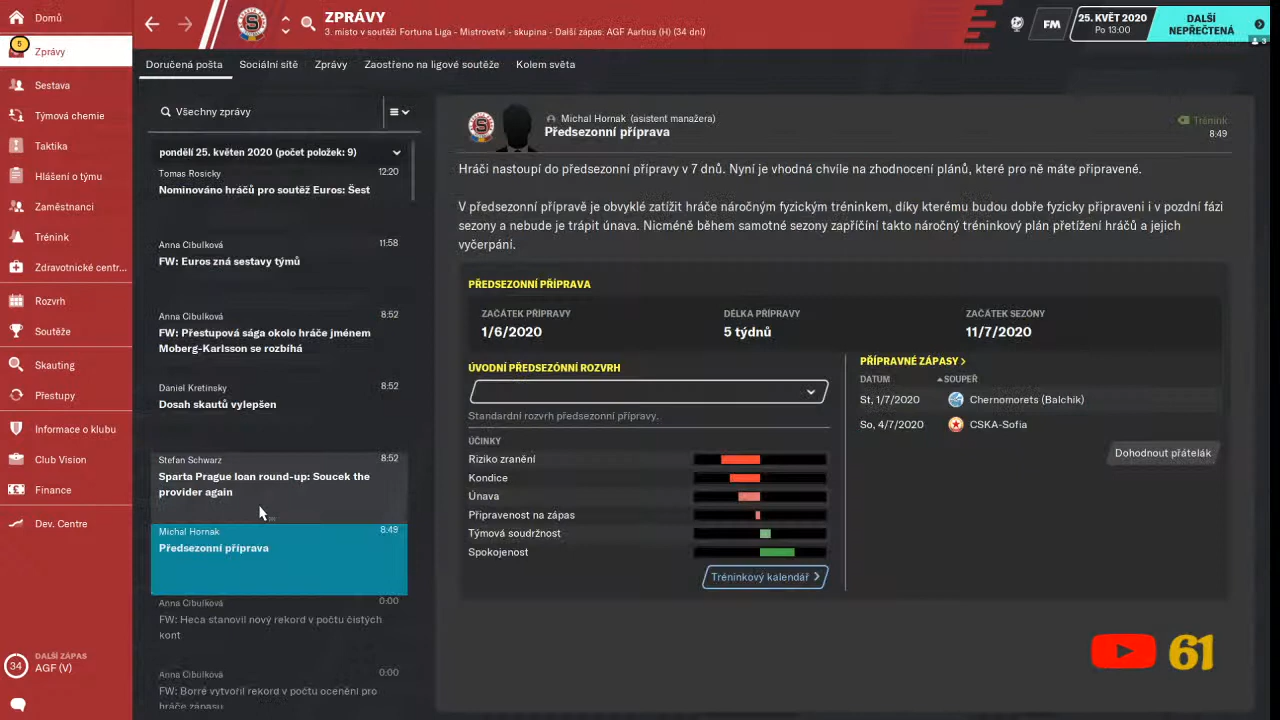 Domů
5
Zprávy
Sestava
Týmová chemie
Taktika
Hlášení o týmu
Zaměstnanci
Trénink
Zdravotnické centr...
Rozvrh
Soutěže
Skauting
Přestupy
Informace o klubu
Club Vision
Finance
Dev. Centre
34
DALŠÍ ZÁPAS
AGF (V)
ZPRÁVY
3. místo v soutěži Fortuna Liga - Mistrovství - skupina - Další zápas: AGF Aarhus (H) (34 dní)
FM
25. KVĚT 2020
Po 13:00
DALŠÍ
NEPŘEČTENÁ
3
Doručená pošta
Sociální sítě
Zprávy
Zaostřeno na ligové soutěže
Kolem světa
Všechny zprávy
pondělí 25. květen 2020 (počet položek: 9)
Tomas Rosicky 12:20
Nominováno hráčů pro soutěž Euros: Šest
Anna Cibulková 11:58
FW: Euros zná sestavy týmů
Anna Cibulková 8:52
FW: Přestupová sága okolo hráče jménem
Moberg-Karlsson se rozbíhá
Daniel Kretinsky 8:52
Dosah skautů vylepšen
Stefan Schwarz 8:52
Sparta Prague loan round-up: Soucek the
provider again
Michal Hornak 8:49
Předsezonní příprava
Anna Cibulková 0:00
FW: Heca stanovil nový rekord v počtu čistých
kont
Anna Cibulková 0:00
FW: Borré vytvořil rekord v počtu ocenění pro
hráče zápasu
Michal Hornak (asistent manažera)
Předsezonní příprava
Trénink
8:49
Hráči nastoupí do předsezonní přípravy v 7 dnů. Nyní je vhodná chvíle na zhodnocení plánů, které pro ně máte připravené.
V předsezonní přípravě je obvyklé zatížit hráče náročným fyzickým tréninkem, díky kterému budou dobře fyzicky připraveni i v pozdní fázi
sezony a nebude je trápit únava. Nicméně během samotné sezony zapříčíní takto náročný tréninkový plán přetížení hráčů a jejich
vyčerpání.
PŘEDSEZONNÍ PŘÍPRAVA
ZAČÁTEK PŘÍPRAVY
1/6/2020
DÉLKA PŘÍPRAVY
5 týdnů
ZAČÁTEK SEZÓNY
11/7/2020
ÚVODNÍ PŘEDSEZÓNNÍ ROZVRH
Standardní rozvrh předsezonní přípravy.
ÚČINKY
Riziko zranění
Kondice
Únava
Připravenost na zápas
Týmová soudržnost
Spokojenost
Tréninkový kalendář
PŘÍPRAVNÉ ZÁPASY >
DATUM SOUPEŘ
St, 1/7/2020 Chernomorets (Balchik)
So, 4/7/2020 CSKA-Sofia
Dohodnout přátelák
61